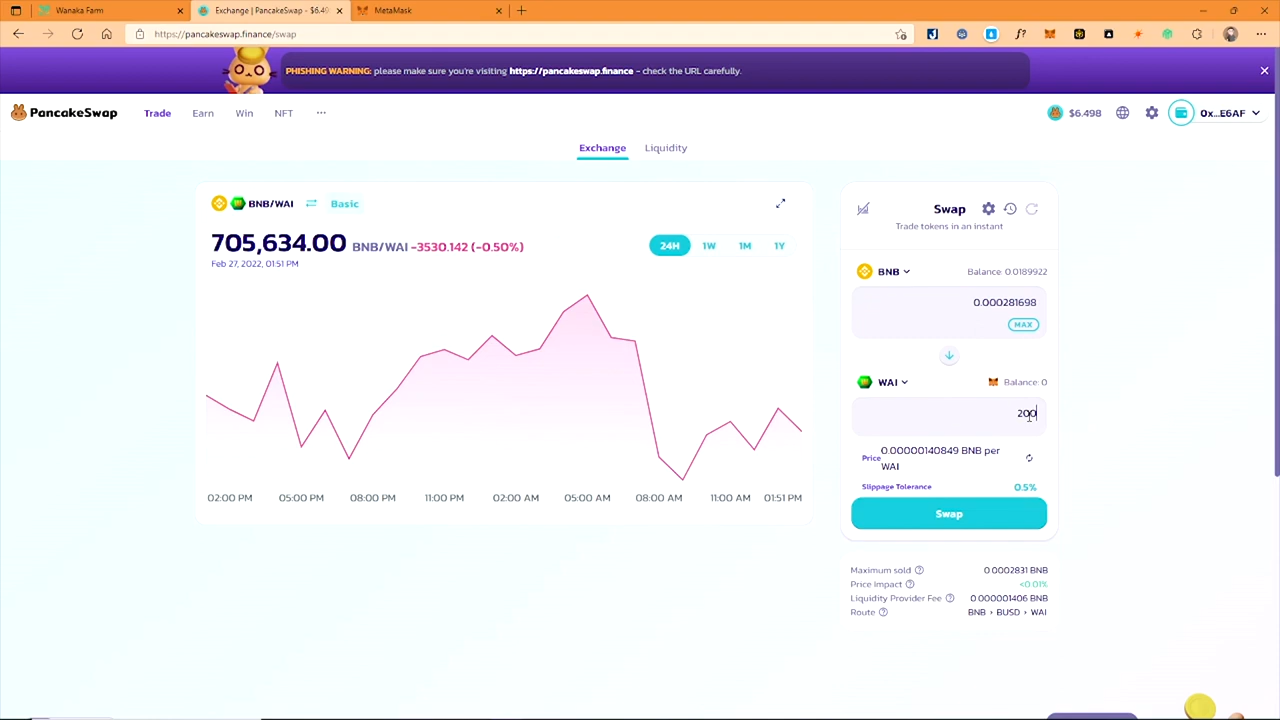 Wanaka Farm
Exchange | PancakeSwap - $6.49
MetaMask
https://pancakeswap.finance/swap
PHISHING WARNING: please make sure you're visiting https://pancakeswap.finance - check the URL carefully.
PancakeSwap
Trade
Earn
Win
NFT
$6.498
0x...E6AF
Exchange
Liquidity
BNB/WAI
Basic
705,634.00 BNB/WAI -3530.142 (-0.50%)
Feb 27, 2022, 01:51 PM
24H
1W
1M
1Y
02:00 PM
05:00 PM
08:00 PM
11:00 PM
02:00 AM
05:00 AM
08:00 AM
11:00 AM
01:51 PM
Swap
Trade tokens in an instant
BNB
Balance: 0.0189922
0.000281698
MAX
WAI
Balance: 0
200
Price
0.00000140849 BNB per
WAI
Slippage Tolerance
0.5%
Swap
Maximum sold
0.0002831 BNB
Price Impact
<0.01%
Liquidity Provider Fee
0.000001406 BNB
Route
BNB > BUSD > WAI